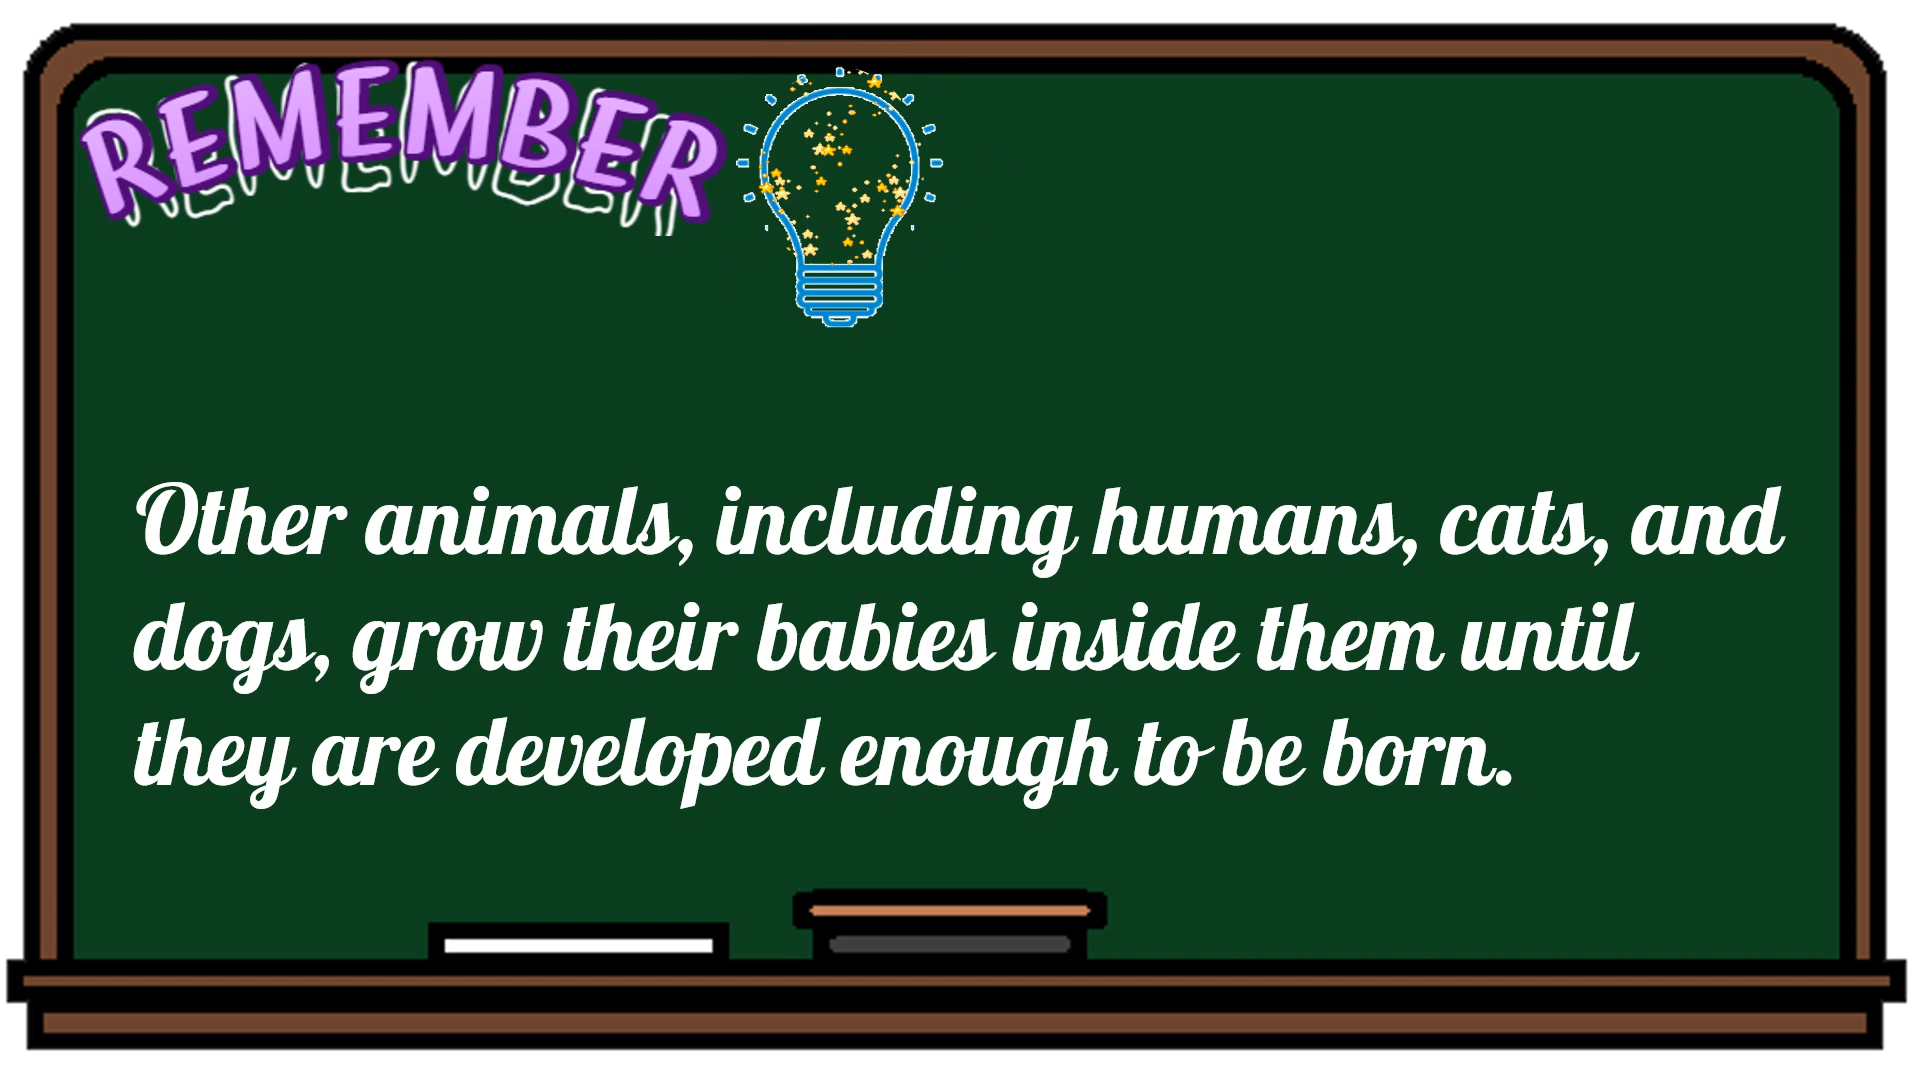 REMEMBER
Other animals, including humans, cats, and
dogs, grow their babies inside them until
they are developed enough to be born.